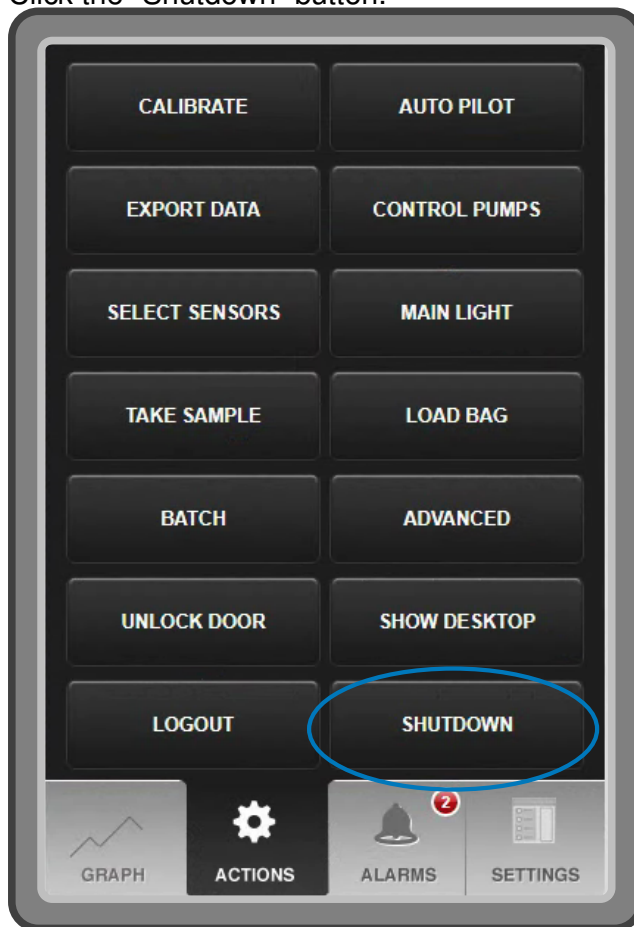 Click the "Shutdown" button.
CALIBRATE AUTO PILOT
EXPORT DATA CONTROL PUMPS
SELECT SENSORS MAIN LIGHT
TAKE SAMPLE LOAD BAG
BATCH ADVANCED
UNLOCK DOOR SHOW DESKTOP
LOGOUT SHUTDOWN
2
GRAPH ACTIONS ALARMS SETTINGS